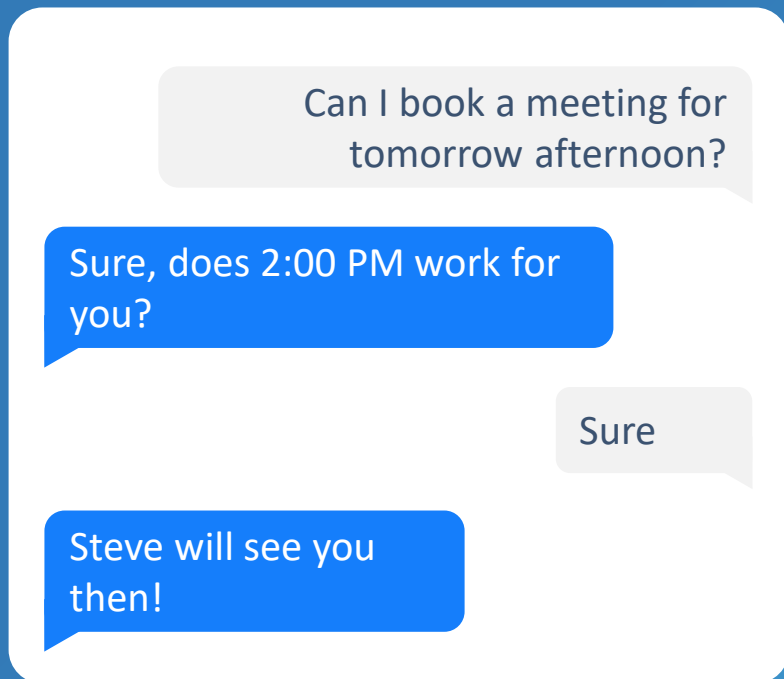 Can I book a meeting for
tomorrow afternoon?
Sure, does 2:00 PM work for
you?
Sure
Steve will see you
then!